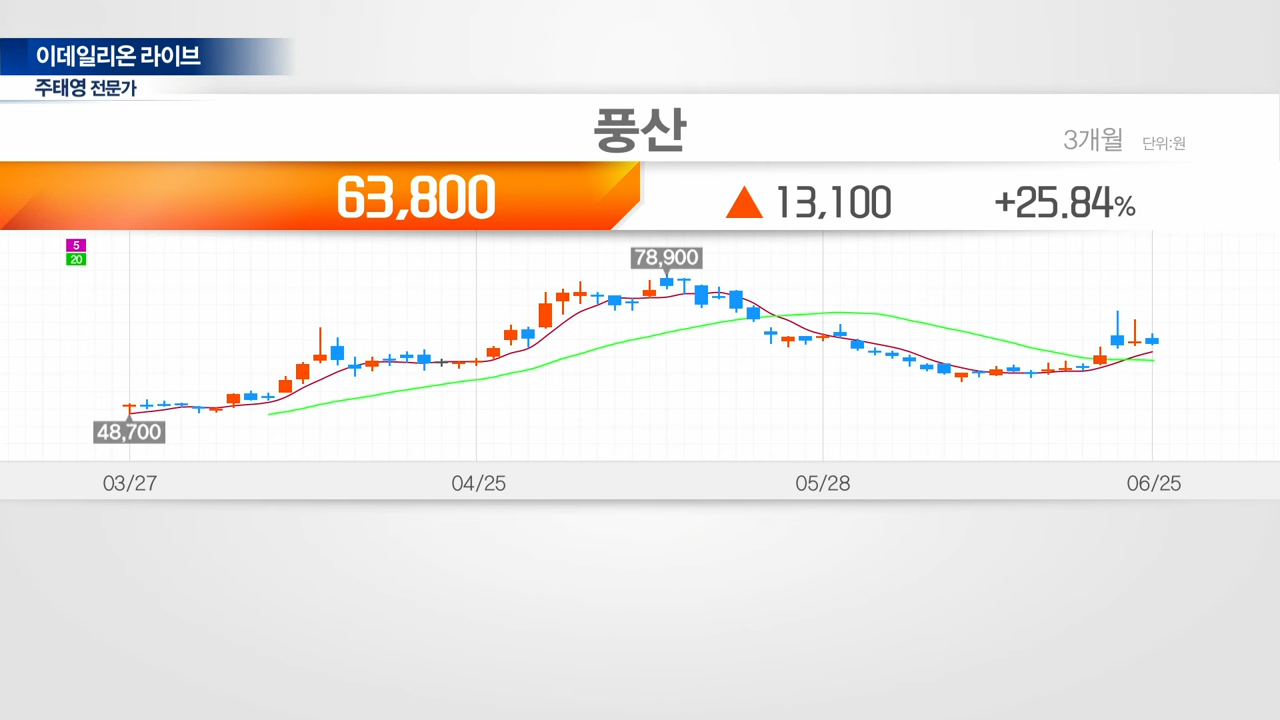 이데일리온 라이브
주태영 전문가
풍산
3개월 단위:원
63,800 ▲ 13,100 +25.84%
5
20
78,900
48,700
03/27 04/25 05/28 06/25